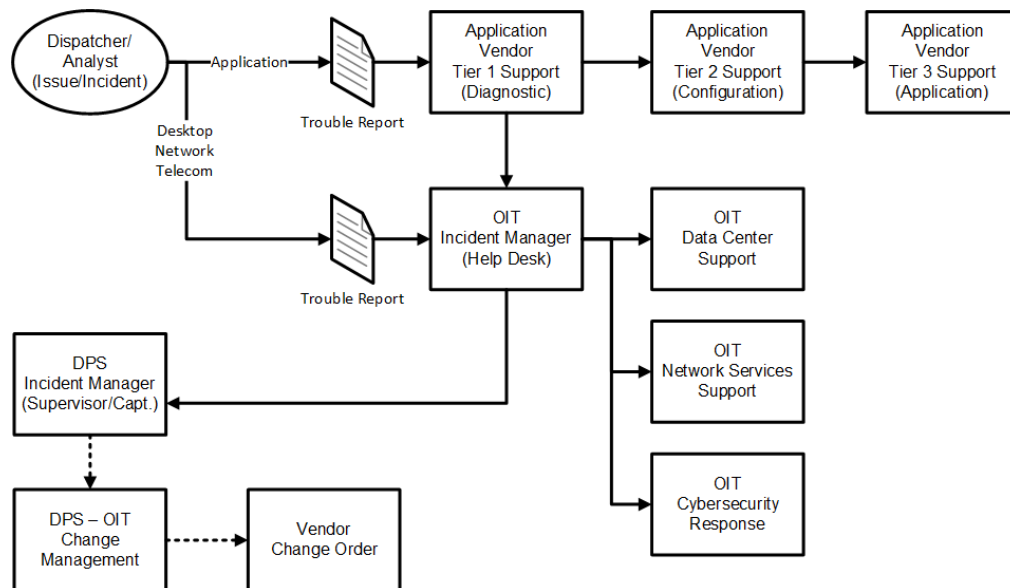 Dispatcher/
Analyst
(Issue/Incident)
Application
Trouble Report
Application
Vendor
Tier 1 Support
(Diagnostic)
Application
Vendor
Tier 2 Support
(Configuration)
Application
Vendor
Tier 3 Support
(Application)
Desktop
Network
Telecom
Trouble Report
OIT
Incident Manager
(Help Desk)
OIT
Data Center
Support
DPS
Incident Manager
(Supervisor/Capt.)
OIT
Network Services
Support
DPS – OIT
Change
Management
Vendor
Change Order
OIT
Cybersecurity
Response